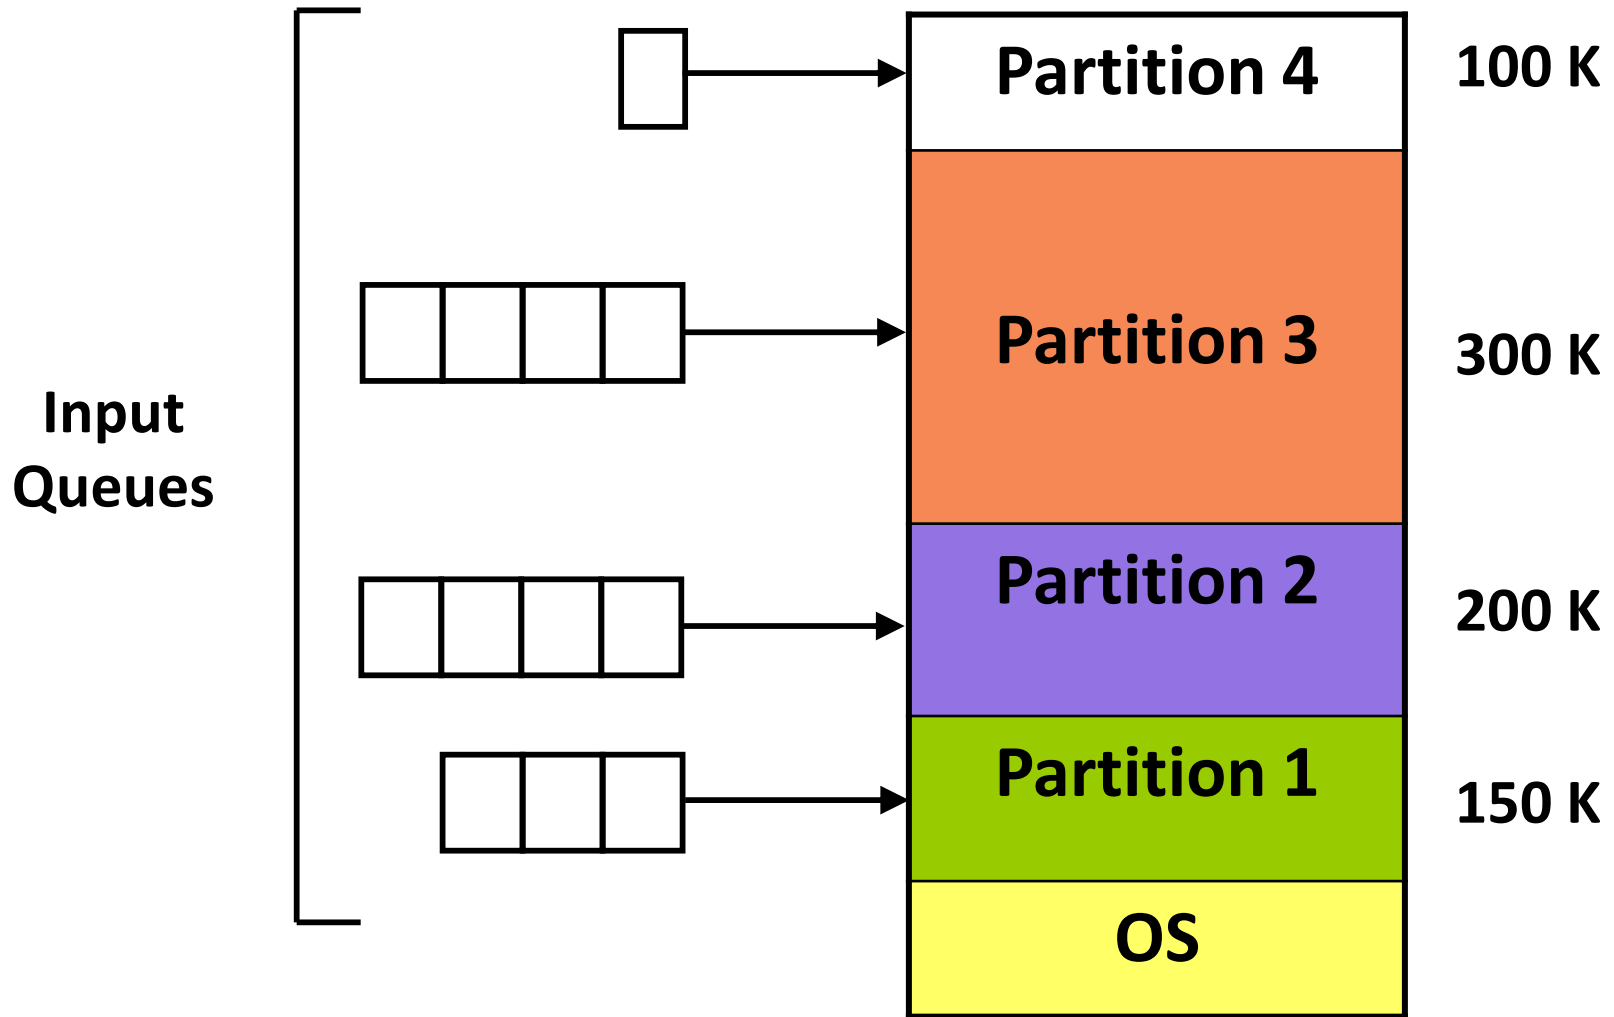 Partition 4
100 K
Partition 3
300 K
Input
Queues
Partition 2
200 K
Partition 1
150 K
OS